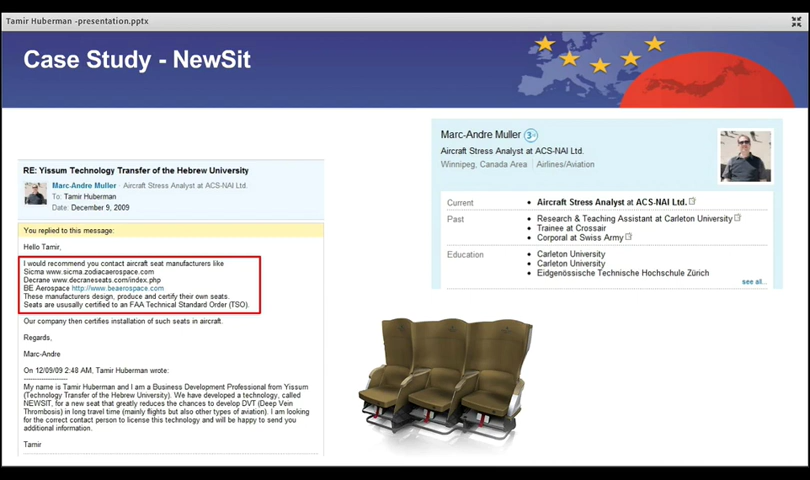 Tamir Huberman -presentation.pptx
Case Study - NewSit
RE: Yissum Technology Transfer of the Hebrew University
Marc-Andre Muller · Aircraft Stress Analyst at ACS-NAI Ltd.
To: Tamir Huberman
Date: December 9, 2009
You replied to this message:
Hello Tamir,
I would recommend you contact aircraft seat manufacturers like
Sicma www.sicma.zodiacaerospace.com
Decrane www.decraneseats.com/index.php
BE Aerospace http://www.beaerospace.com
These manufacturers design, produce and certify their own seats.
Seats are ususally certified to an FAA Technical Standard Order (TSO).
Our company then certifies installation of such seats in aircraft.
Regards,
Marc-Andre
On 12/09/09 2:48 AM, Tamir Huberman wrote:
--------------------
My name is Tamir Huberman and I am a Business Development Professional from Yissum
(Technology Transfer of the Hebrew University). We have developed a technology, called
NEWSIT, for a new seat that greatly reduces the chances to develop DVT (Deep Vein
Thrombosis) in long travel time (mainly flights but also other types of aviation). I am looking
for the correct contact person to license this technology and will be happy to send you
additional information.
Tamir
Marc-Andre Muller 3rd
Aircraft Stress Analyst at ACS-NAI Ltd.
Winnipeg, Canada Area | Airlines/Aviation
Current • Aircraft Stress Analyst at ACS-NAI Ltd.
Past • Research & Teaching Assistant at Carleton University
• Trainee at Crossair
• Corporal at Swiss Army
Education • Carleton University
• Carleton University
• Eidgenössische Technische Hochschule Zürich
see all...